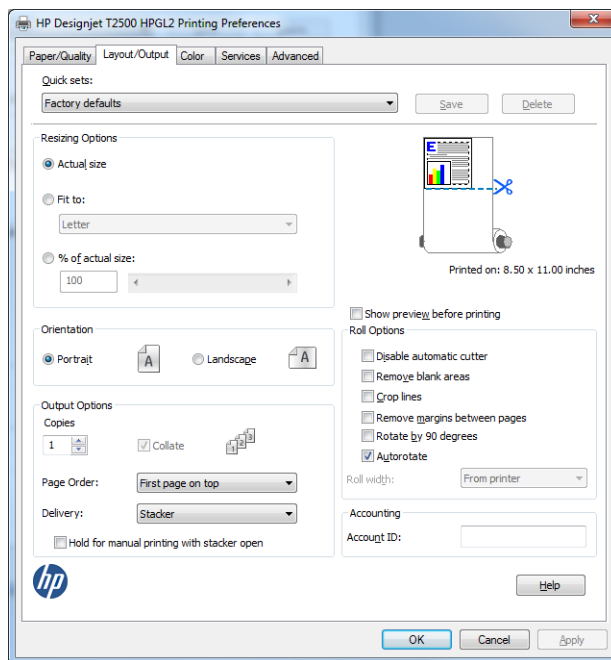 HP Designjet T2500 HPGL2 Printing Preferences
Paper/Quality Layout/Output Color Services Advanced
Quick sets:
Factory defaults Save Delete
Resizing Options
Actual size
Fit to:
Letter
% of actual size:
100
E
Printed on: 8.50 x 11.00 inches
Show preview before printing
Orientation
Portrait A Landscape A
Roll Options
Disable automatic cutter
Remove blank areas
Crop lines
Remove margins between pages
Rotate by 90 degrees
Autorotate
Roll width: From printer
Output Options
Copies
1 Collate 1 2 3
Page Order: First page on top
Delivery: Stacker
Hold for manual printing with stacker open
Accounting
Account ID:
hp
Help
OK Cancel Apply